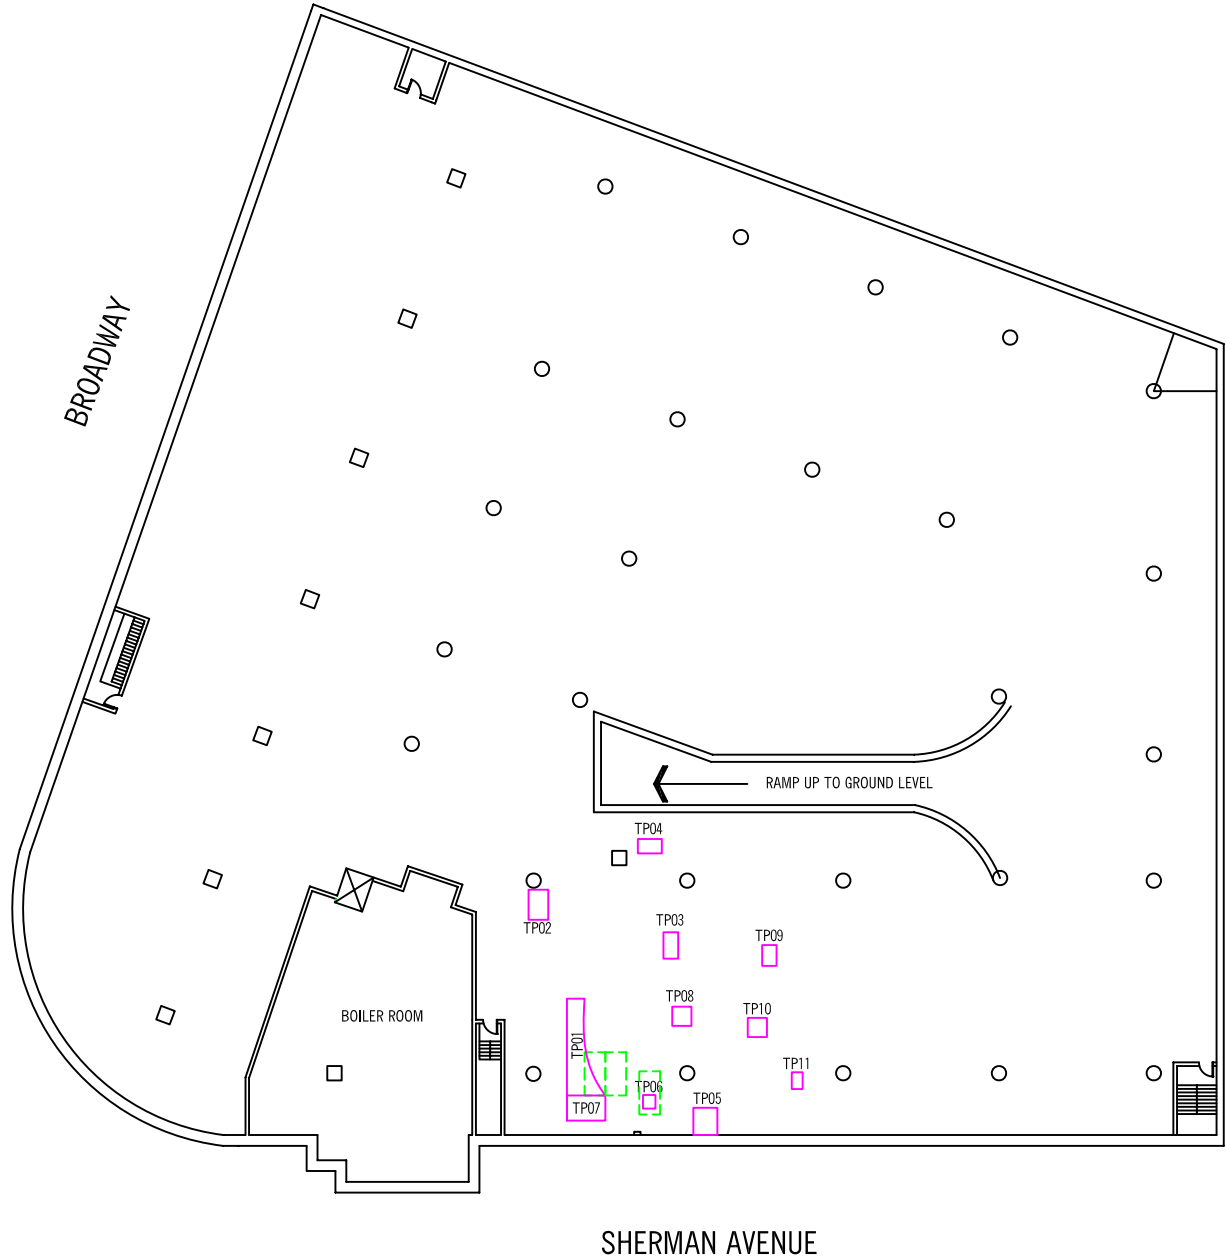 BROADWAY
RAMP UP TO GROUND LEVEL
TP04
TP03
TP02
TP09
TP08
TP10
BOILER ROOM
TP01
TP11
TP06
TP05
TP07
SHERMAN AVENUE